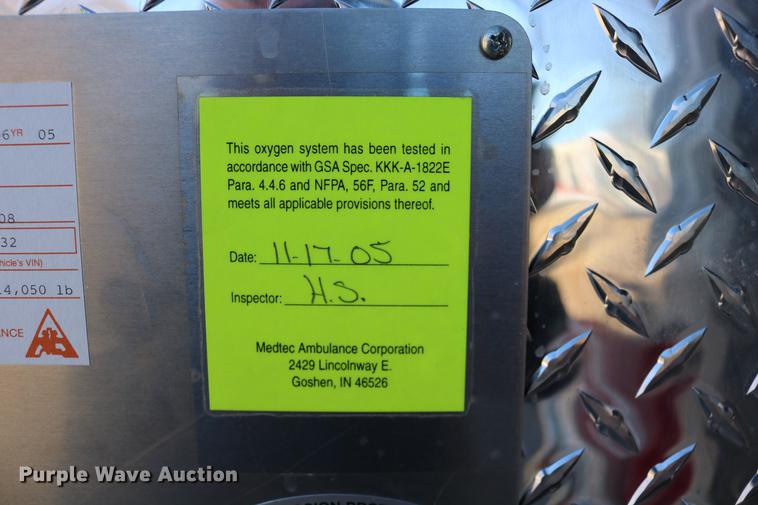 6YR 05
08
32
hicle's VIN)
4,050 lb
NCE
This oxygen system has been tested in
accordance with GSA Spec. KKK-A-1822E
Para. 4.4.6 and NFPA, 56F, Para. 52 and
meets all applicable provisions thereof.
Date: 11-17-05
Inspector: H.S.
Medtec Ambulance Corporation
2429 Lincolnway E.
Goshen, IN 46526
Purple Wave Auction